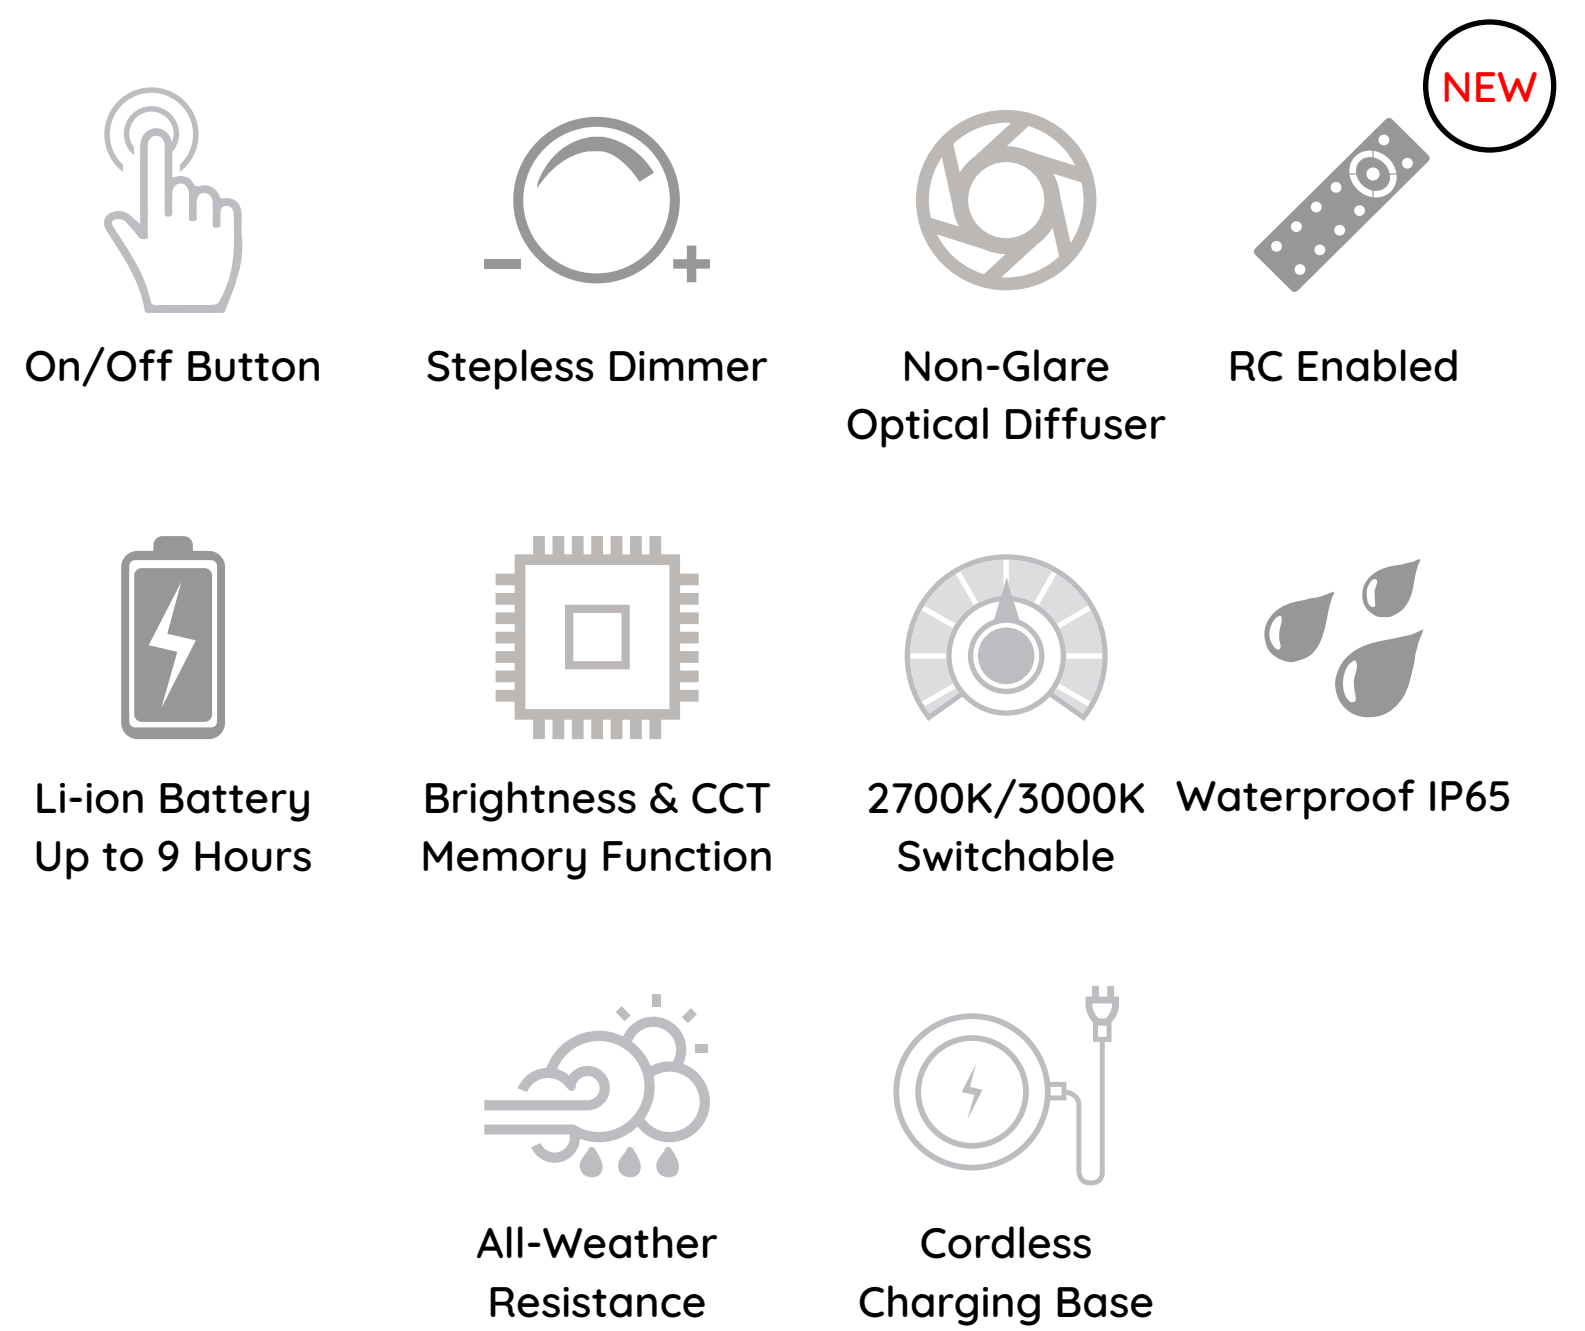 NEW
On/Off Button
Stepless Dimmer
Non-Glare
Optical Diffuser
RC Enabled
Li-ion Battery
Up to 9 Hours
Brightness & CCT
Memory Function
2700K/3000K
Switchable
Waterproof IP65
All-Weather
Resistance
Cordless
Charging Base